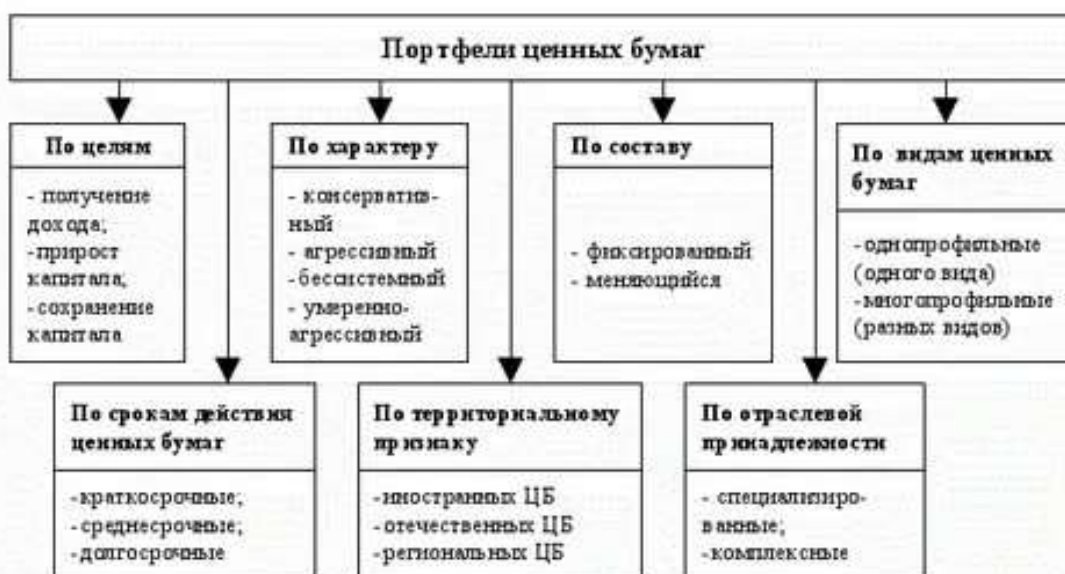 Портфели ценных бумаг
По целям
- получение
дохода;
-прирост
капитала;
-сохранение
капитала
По характеру
- консерватив-
ный
- агрессивный
-бессистемный
- умеренно-
агрессивный
По составу
- фиксированный
- меняющийся
По видам ценных
бумаг
-однопрофильные
(одного вида)
-многопрофильные
(разных видов)
По срокам действия
ценных бумаг
-краткосрочные;
-среднесрочные;
-долгосрочные
По территориальному
признаку
-иностранных ЦБ
-отечественных ЦБ
-региональных ЦБ
По отраслевой
принадлежности
- специализиро-
ванные;
-комплексные